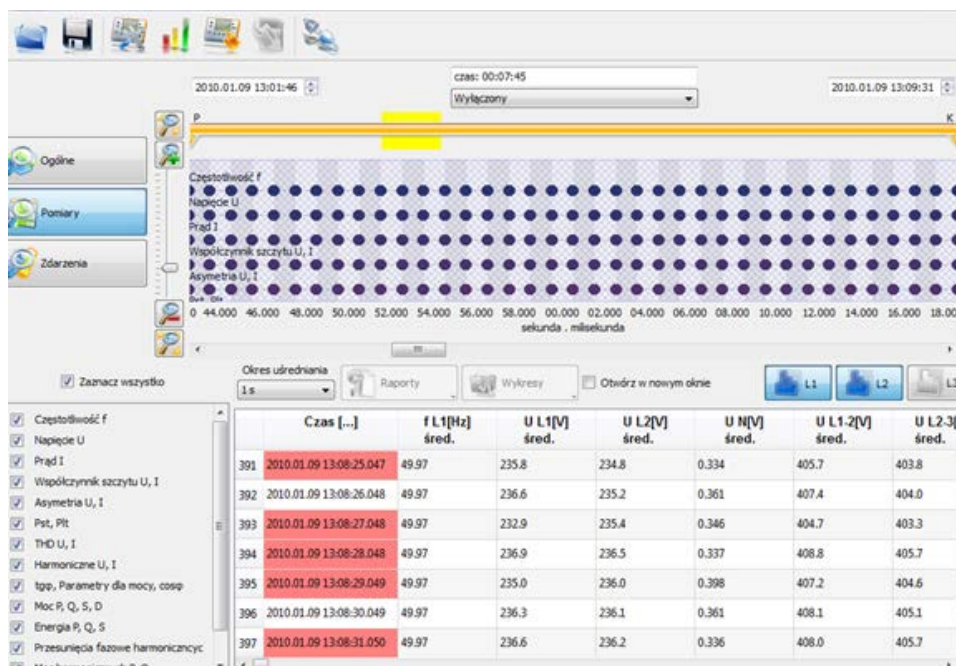 czas: 00:07:45
2010.01.09 13:01:46
Wyłączony
2010.01.09 13:09:31
P K
Ogólne
Pomiary
Zdarzenia
Częstotliwość f
Napięcie U
Prąd I
Współczynnik szczytu U, I
Asymetria U, I
Pst, Plt
0 44.000 46.000 48.000 50.000 52.000 54.000 56.000 58.000 00.000 02.000 04.000 06.000 08.000 10.000 12.000 14.000 16.000 18.00
sekunda . milisekunda
Zaznacz wszystko
Okres uśredniania
1 s
Raporty
Wykresy
Otwórz w nowym oknie
L1
L2
L3
Częstotliwość f
Napięcie U
Prąd I
Współczynnik szczytu U, I
Asymetria U, I
Pst, Plt
THD U, I
Harmoniczne U, I
tgφ, Parametry dla mocy, cosφ
Moc P, Q, S, D
Energia P, Q, S
Przesunięcia fazowe harmoniczncyc
Czas [...] f L1[Hz] śred. U L1[V] śred. U L2[V] śred. U N[V] śred. U L1-2[V] śred. U L2-3[ śred.
391 2010.01.09 13:08:25.047 49.97 235.8 234.8 0.334 405.7 403.8
392 2010.01.09 13:08:26.048 49.97 236.6 235.2 0.361 407.4 404.0
393 2010.01.09 13:08:27.048 49.97 232.9 235.4 0.346 404.7 403.3
394 2010.01.09 13:08:28.048 49.97 236.9 236.5 0.337 408.8 405.7
395 2010.01.09 13:08:29.049 49.97 235.0 236.0 0.398 407.2 404.6
396 2010.01.09 13:08:30.049 49.97 236.3 236.1 0.361 408.1 405.1
397 2010.01.09 13:08:31.050 49.97 236.6 236.2 0.336 408.0 405.7